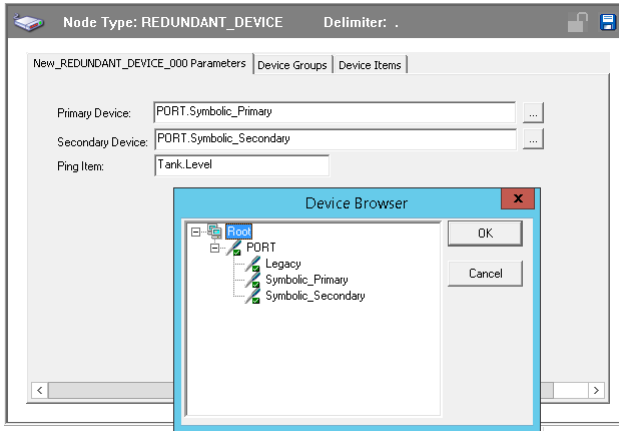 Node Type: REDUNDANT_DEVICE Delimiter: .
New_REDUNDANT_DEVICE_000 Parameters Device Groups Device Items
Primary Device: PORT.Symbolic_Primary ...
Secondary Device: PORT.Symbolic_Secondary ...
Ping Item: Tank.Level
Device Browser x
Root
PORT
Legacy
Symbolic_Primary
Symbolic_Secondary
OK
Cancel